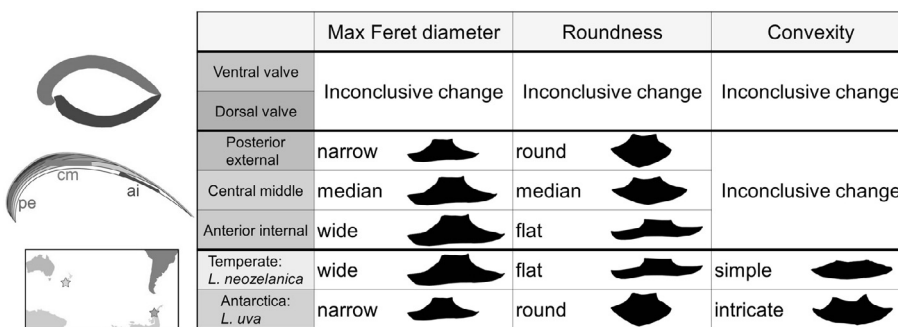 Max Feret diameter Roundness Convexity
Ventral valve
Inconclusive change Inconclusive change Inconclusive change
Dorsal valve
Posterior
external
narrow round
Central
middle
median median Inconclusive change
Anterior internal wide flat
Temperate:
L. neozelanica
wide flat simple
Antarctica:
L. uva
narrow round intricate
pe
cm
ai